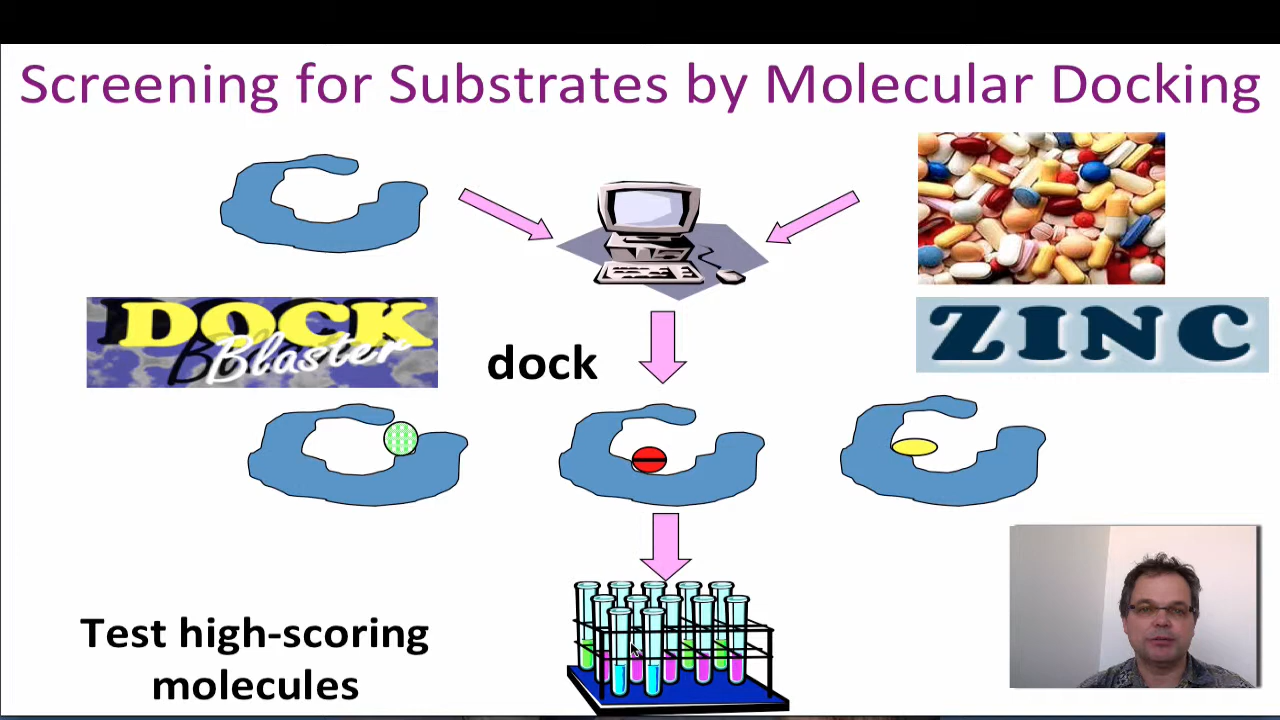 Screening for Substrates by Molecular Docking
DOCK
Blaster
ZINC
dock
Test high-scoring
molecules